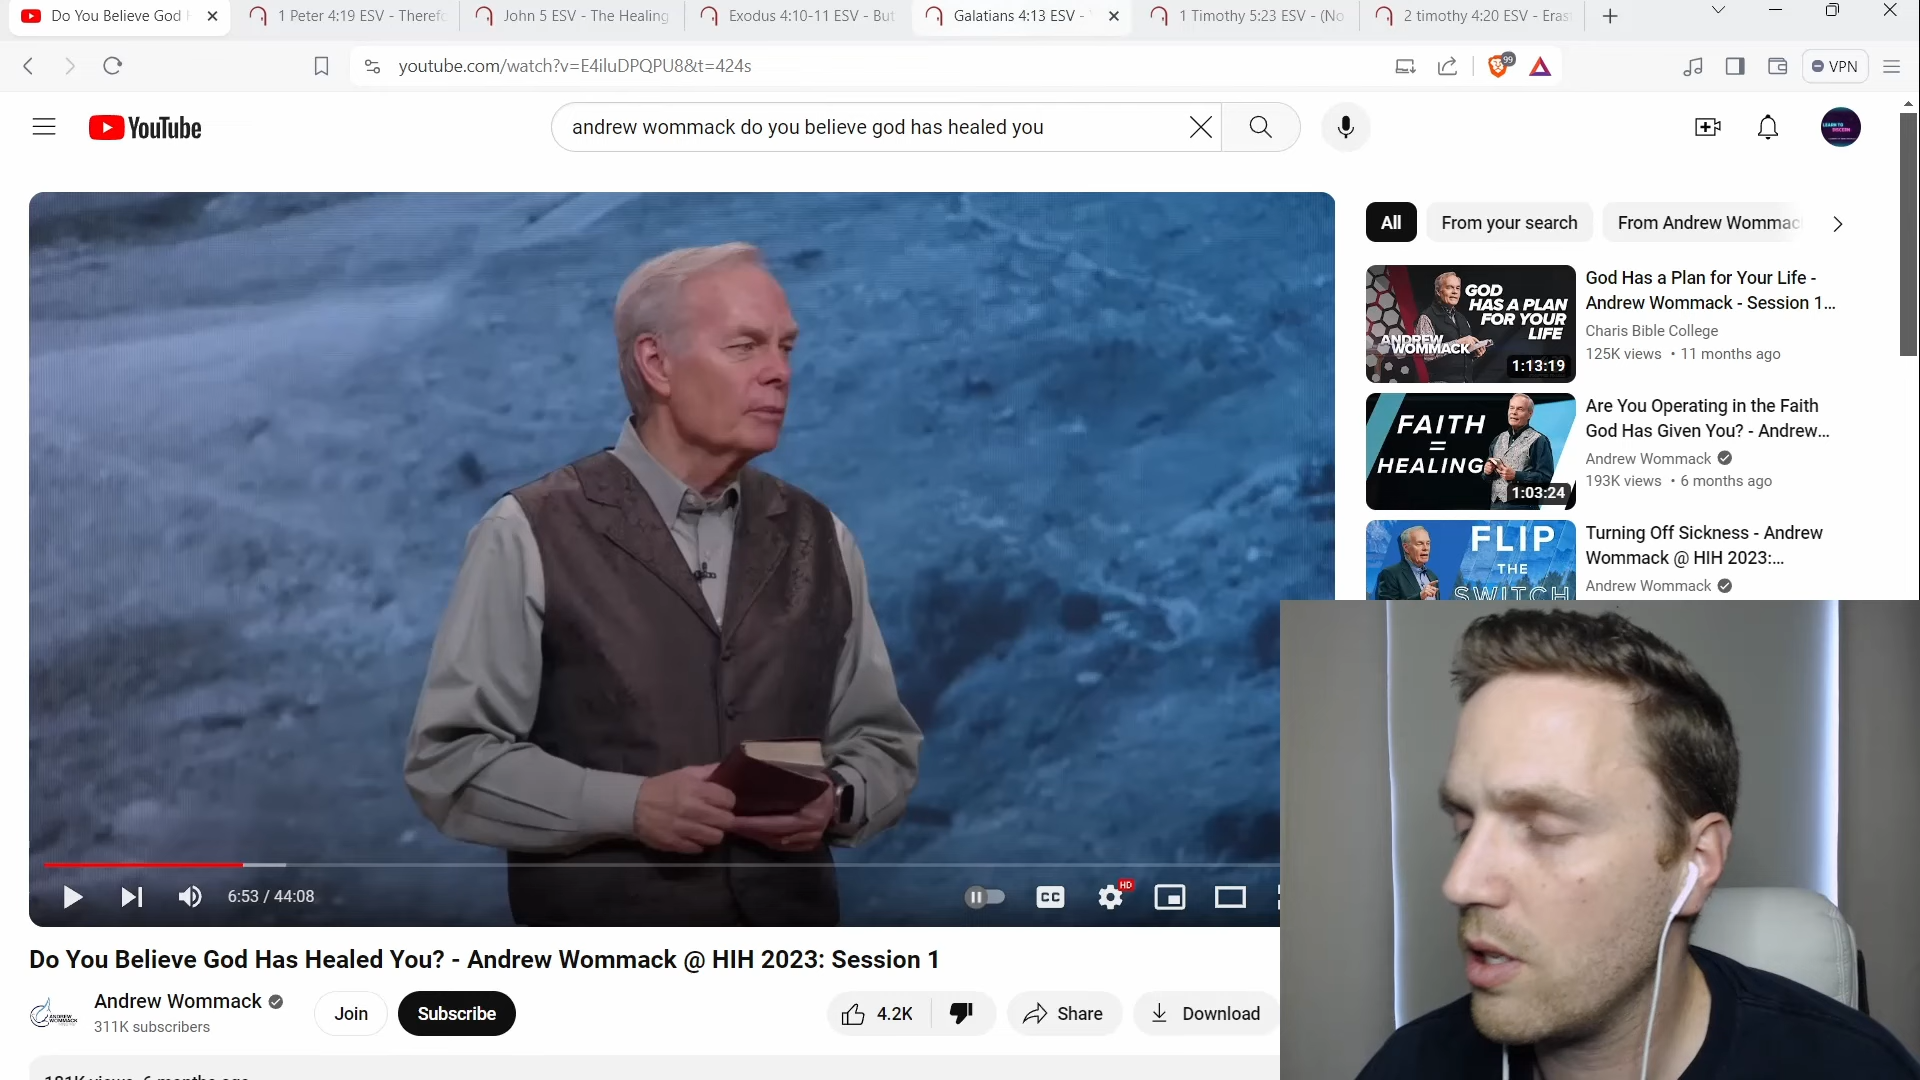 Do You Believe God H
1 Peter 4:19 ESV - Therefo
John 5 ESV - The Healing
Exodus 4:10-11 ESV - But
Galatians 4:13 ESV -
1 Timothy 5:23 ESV - (No
2 timothy 4:20 ESV - Eras
youtube.com/watch?v=E4iluDPQPU8&t=424s
99
VPN
YouTube
andrew wommack do you believe god has healed you
All
From your search
From Andrew Wommac
GOD
HAS A PLAN
FOR YOUR
LIFE
ANDREW
WOMMACK
1:13:19
God Has a Plan for Your Life -
Andrew Wommack - Session 1...
Charis Bible College
125K views • 11 months ago
FAITH
=
HEALING
1:03:24
Are You Operating in the Faith
God Has Given You? - Andrew...
Andrew Wommack
193K views • 6 months ago
FLIP
THE
SWITCH
Turning Off Sickness - Andrew
Wommack @ HIH 2023:...
Andrew Wommack
6:53 / 44:08
CC
HD
Do You Believe God Has Healed You? - Andrew Wommack @ HIH 2023: Session 1
Andrew Wommack
311K subscribers
Join
Subscribe
4.2K
Share
Download